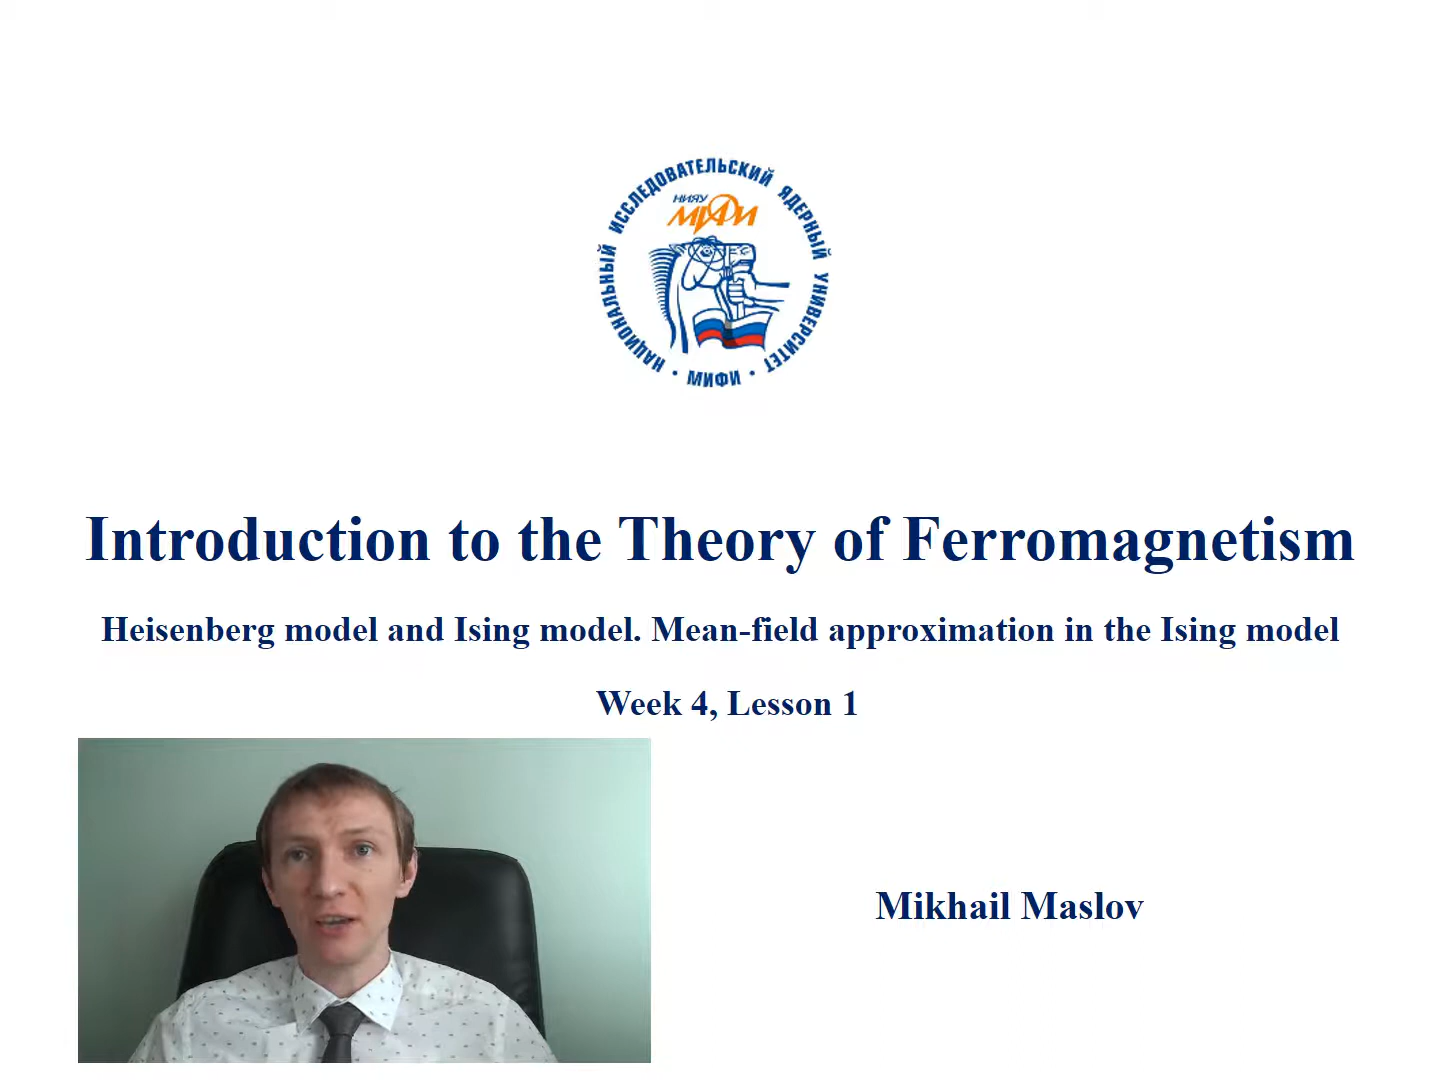 НАЦИОНАЛЬНЫЙ ИССЛЕДОВАТЕЛЬСКИЙ ЯДЕРНЫЙ УНИВЕРСИТЕТ
НИЯУ
МИФИ
• МИФИ •
Introduction to the Theory of Ferromagnetism
Heisenberg model and Ising model. Mean-field approximation in the Ising model
Week 4, Lesson 1
Mikhail Maslov